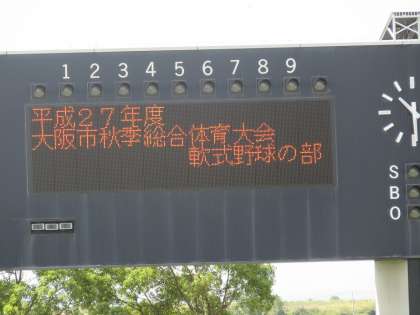 1 2 3 4 5 6 7 8 9
平成27年度
大阪市秋季総合体育大会
軟式野球の部
S
B
O